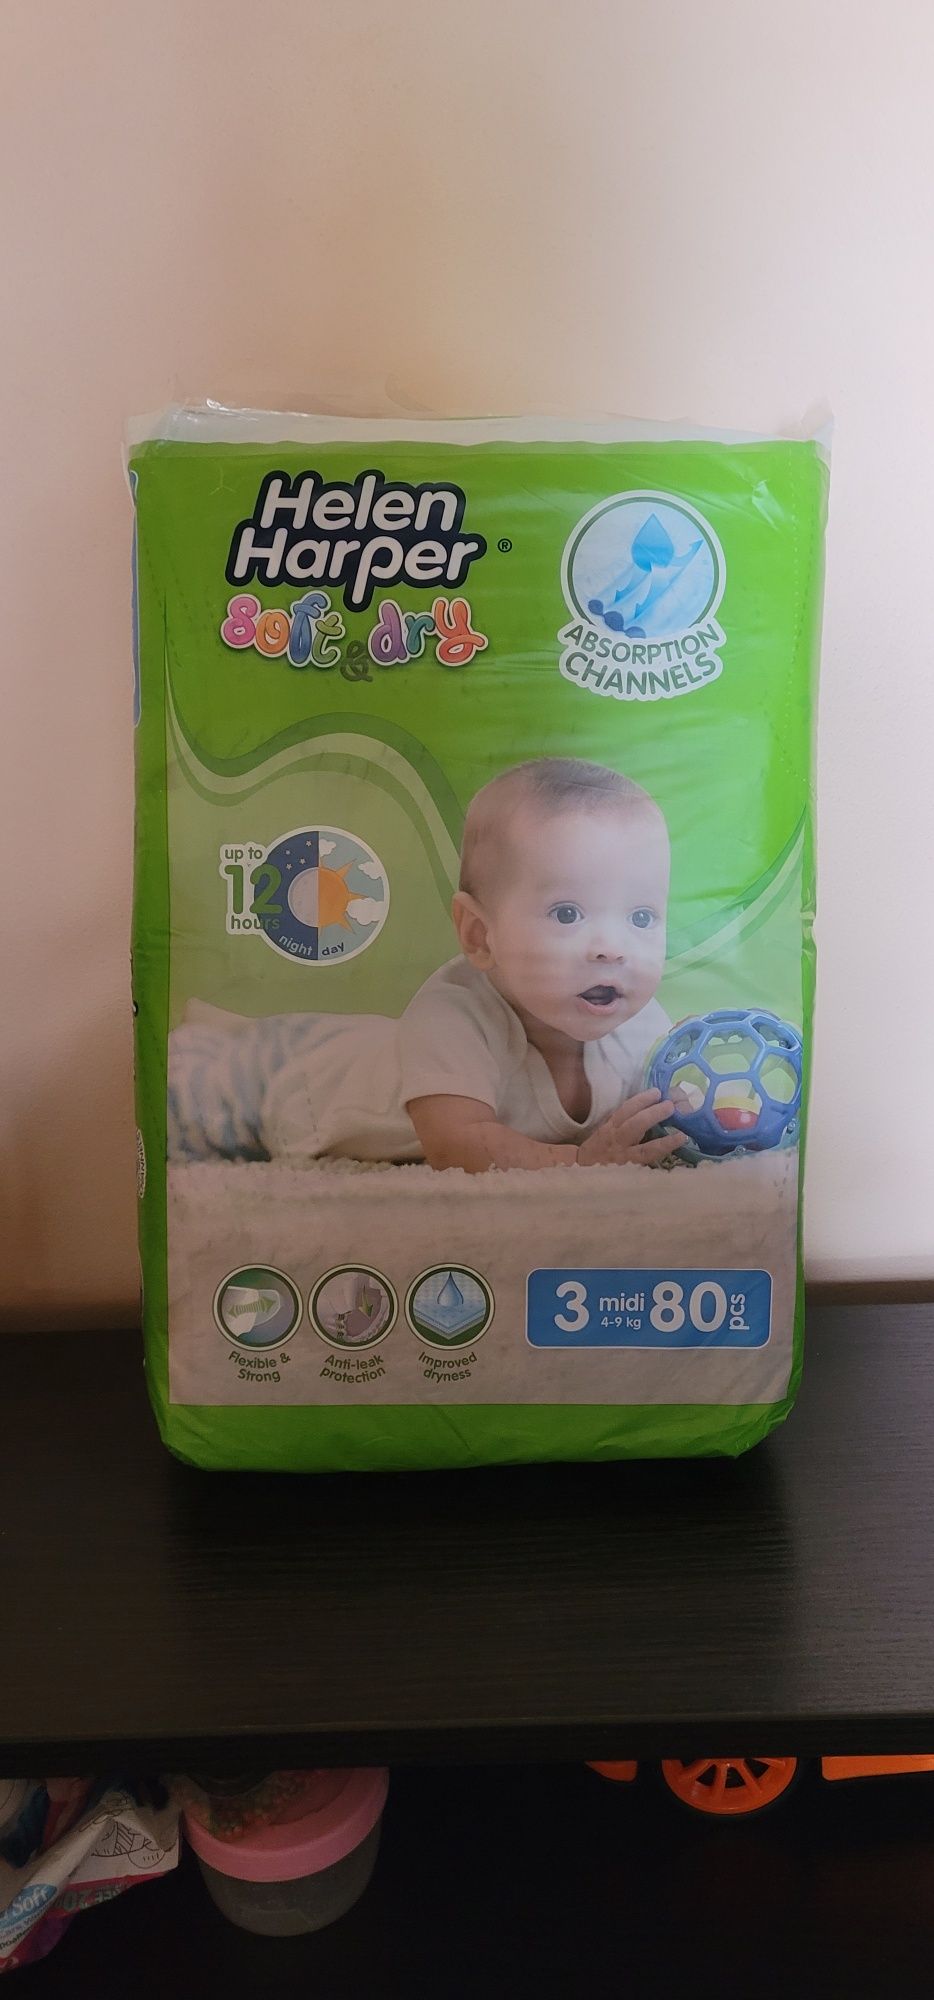 Helen
Harper ®
soft & dry
ABSORPTION
CHANNELS
up to
12
hours
night day
Flexible &
Strong
Anti-leak
protection
Improved
dryness
3 midi 80 pcs
4-9 kg
Soft